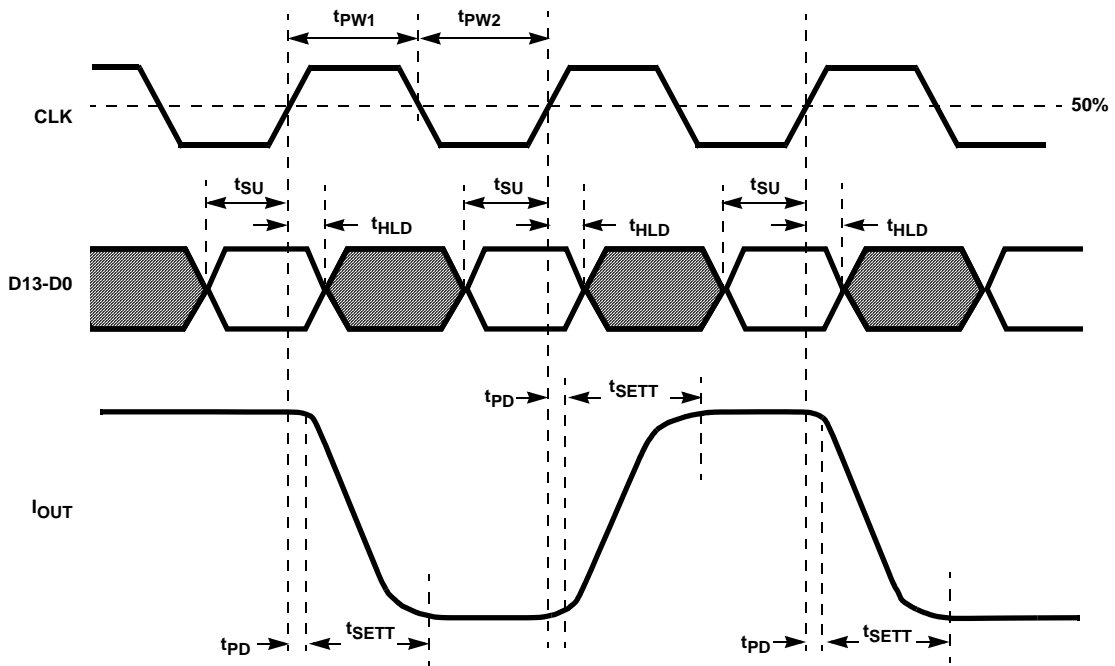 tPW1 tPW2
CLK
50%
tSU tSU tSU
tHLD tHLD tHLD
D13-D0
tPD tSETT
IOUT
tPD tSETT tPD tSETT